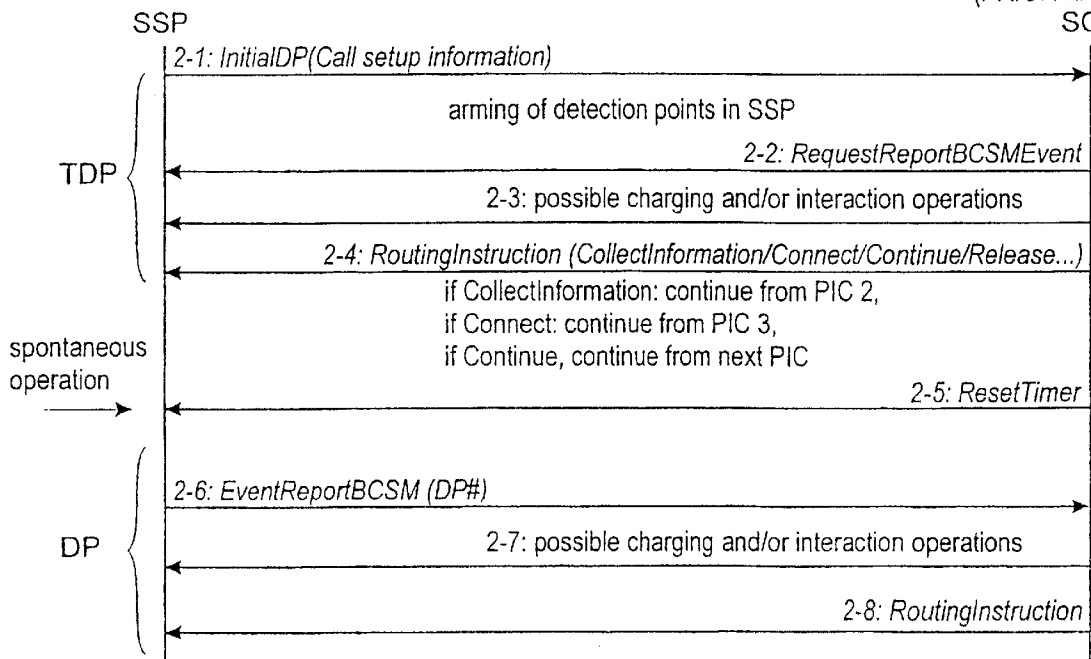 SSP
SC
2-1: InitialDP(Call setup information)
arming of detection points in SSP
2-2: RequestReportBCSMEvent
TDP
2-3: possible charging and/or interaction operations
2-4: RoutingInstruction (CollectInformation/Connect/Continue/Release...)
if CollectInformation: continue from PIC 2,
if Connect: continue from PIC 3,
if Continue, continue from next PIC
spontaneous
operation
2-5: ResetTimer
2-6: EventReportBCSM (DP#)
DP
2-7: possible charging and/or interaction operations
2-8: RoutingInstruction